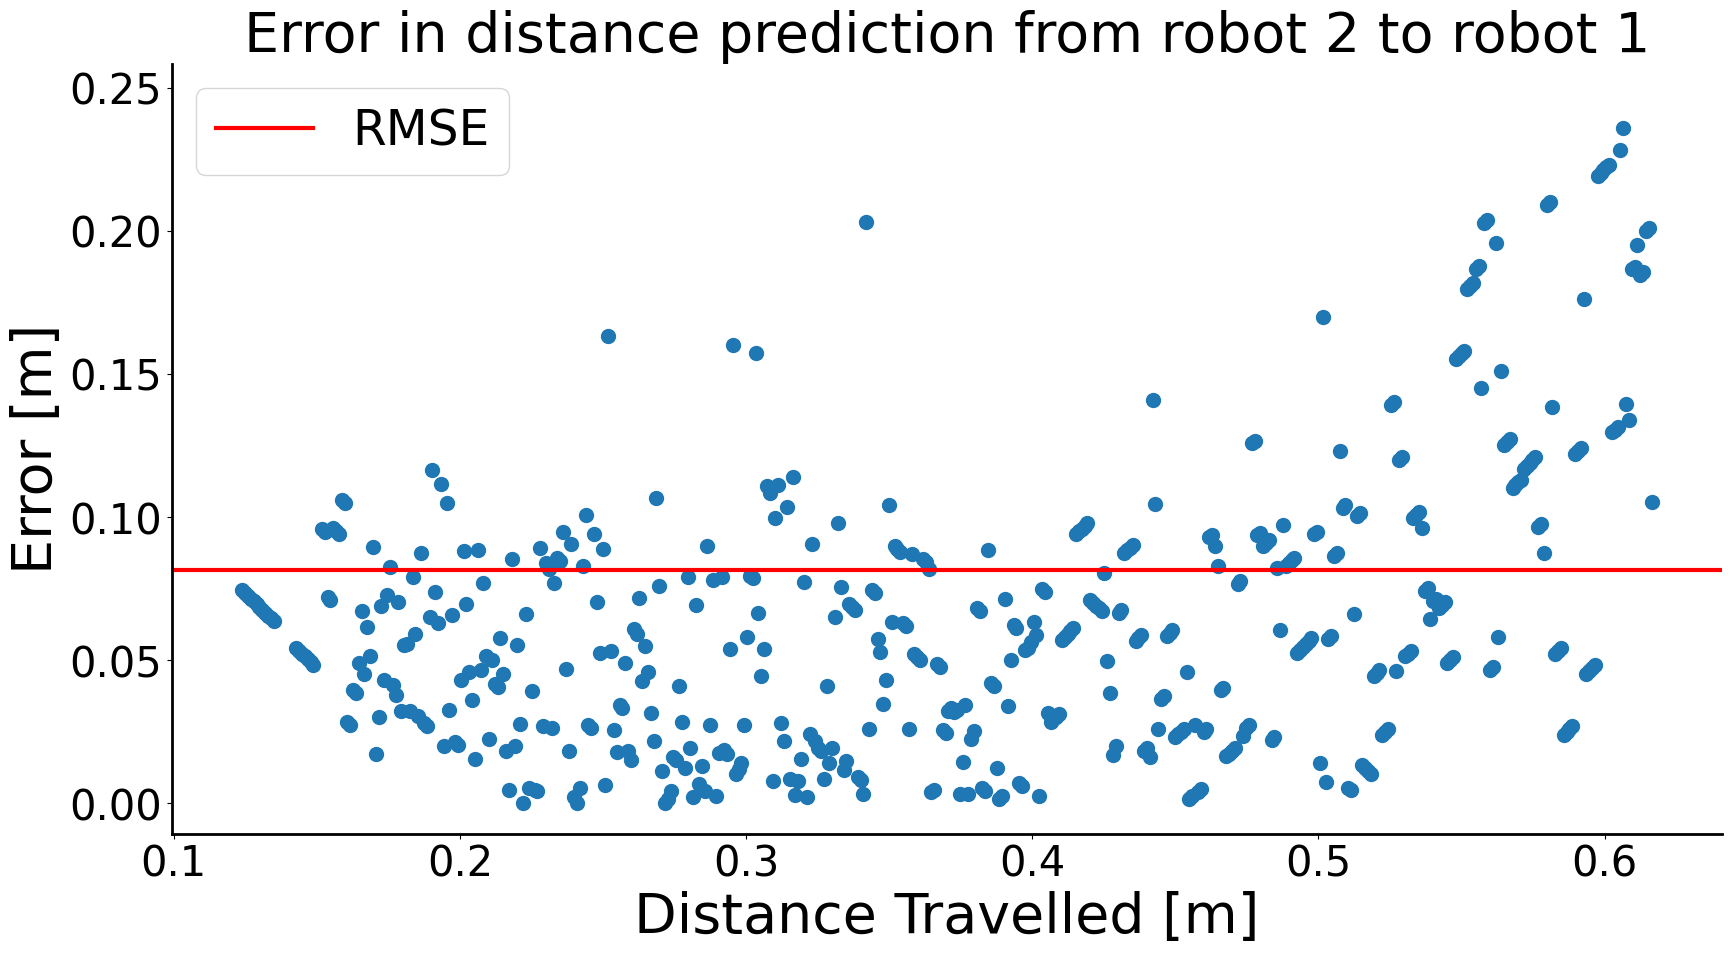 Error in distance prediction from robot 2 to robot 1
RMSE
Error [m]
0.25
0.20
0.15
0.10
0.05
0.00
0.1 0.2 0.3 0.4 0.5 0.6
Distance Travelled [m]